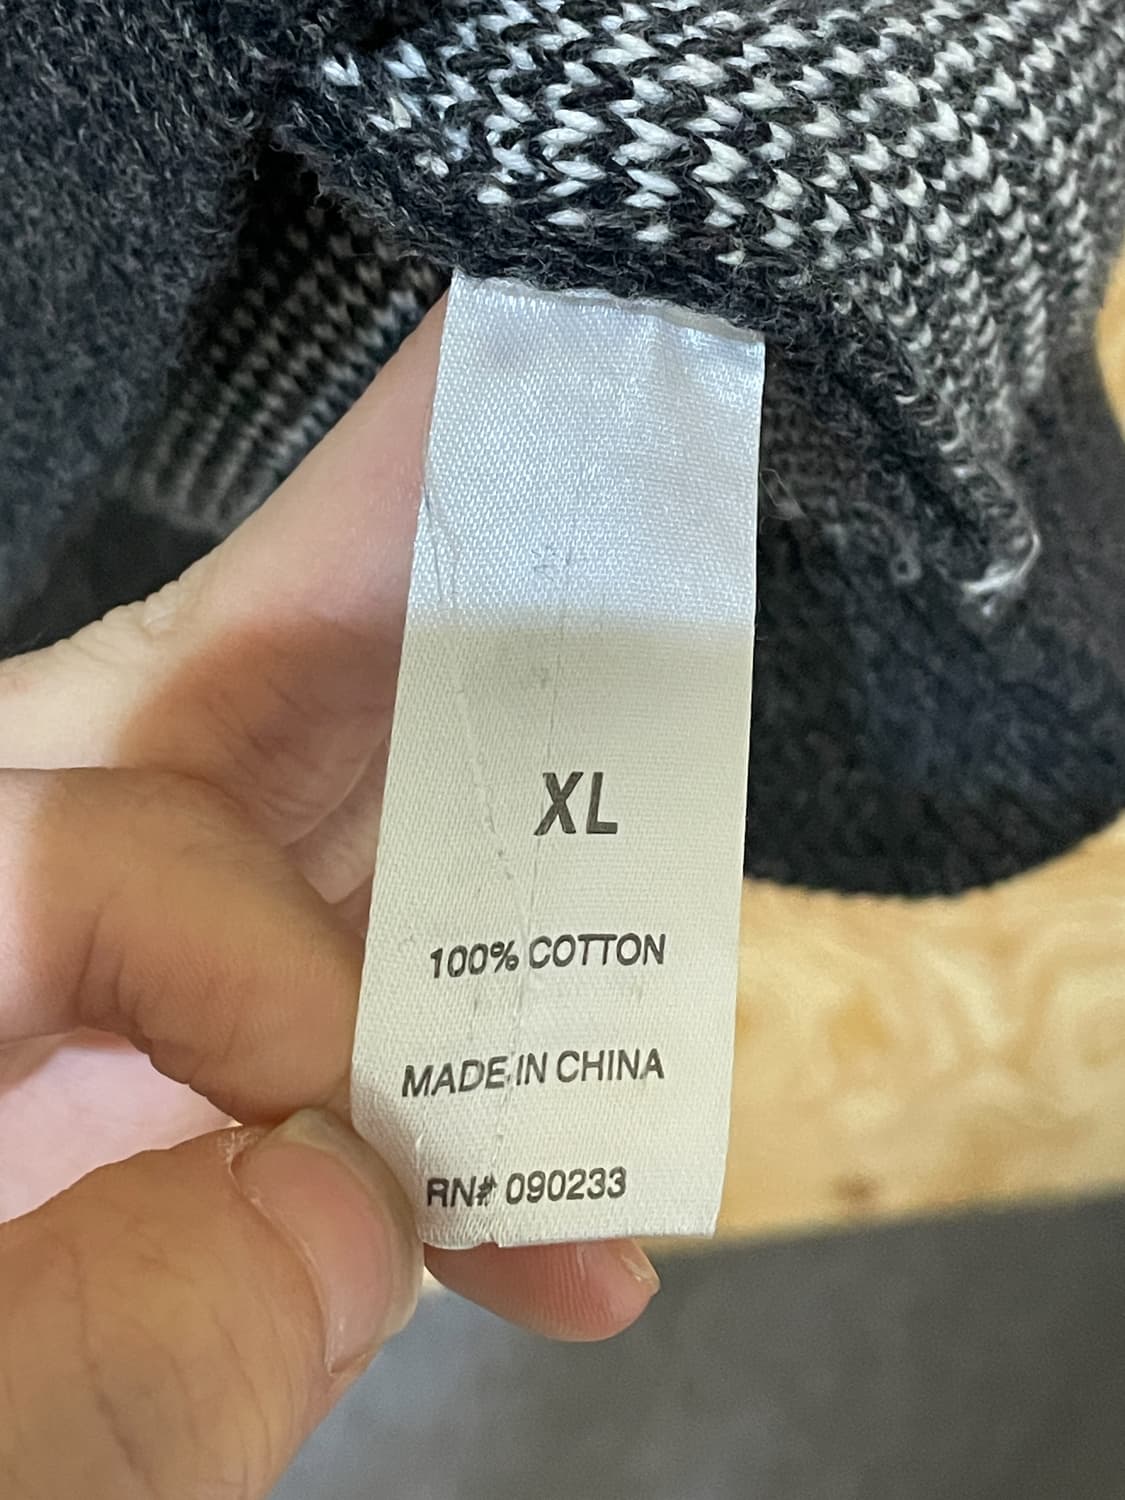 XL
100% COTTON
MADE IN CHINA
RN# 090233